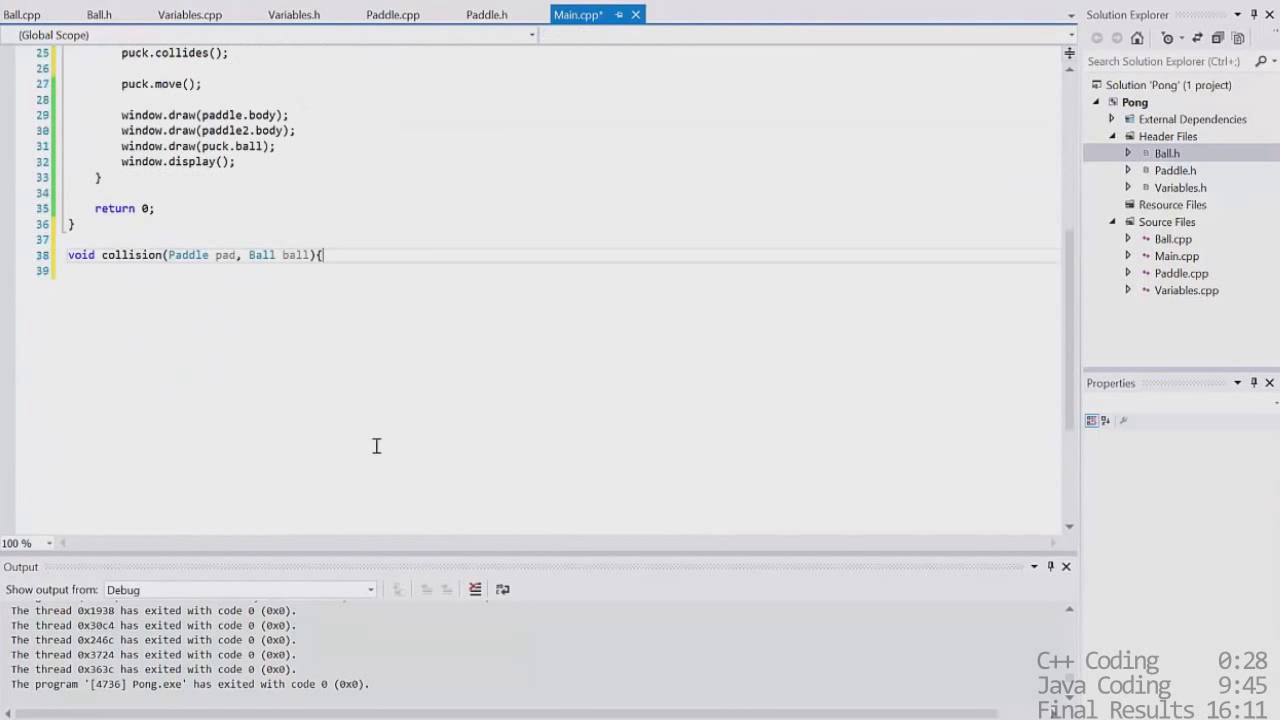 Ball.cpp Ball.h Variables.cpp Variables.h Paddle.cpp Paddle.h Main.cpp*
(Global Scope)
25 puck.collides();
26
27 puck.move();
28
29 window.draw(paddle.body);
30 window.draw(paddle2.body);
31 window.draw(puck.ball);
32 window.display();
33 }
34
35 return 0;
36 }
37
38 void collision(Paddle pad, Ball ball){
39
100 %
Output
Show output from: Debug
The thread 0x1938 has exited with code 0 (0x0).
The thread 0x30c4 has exited with code 0 (0x0).
The thread 0x246c has exited with code 0 (0x0).
The thread 0x3724 has exited with code 0 (0x0).
The thread 0x363c has exited with code 0 (0x0).
The program '[4736] Pong.exe' has exited with code 0 (0x0).
Solution Explorer
Search Solution Explorer (Ctrl+;)
Solution 'Pong' (1 project)
Pong
External Dependencies
Header Files
Ball.h
Paddle.h
Variables.h
Resource Files
Source Files
Ball.cpp
Main.cpp
Paddle.cpp
Variables.cpp
Properties
C++ Coding 0:28
Java Coding 9:45
Final Results 16:11